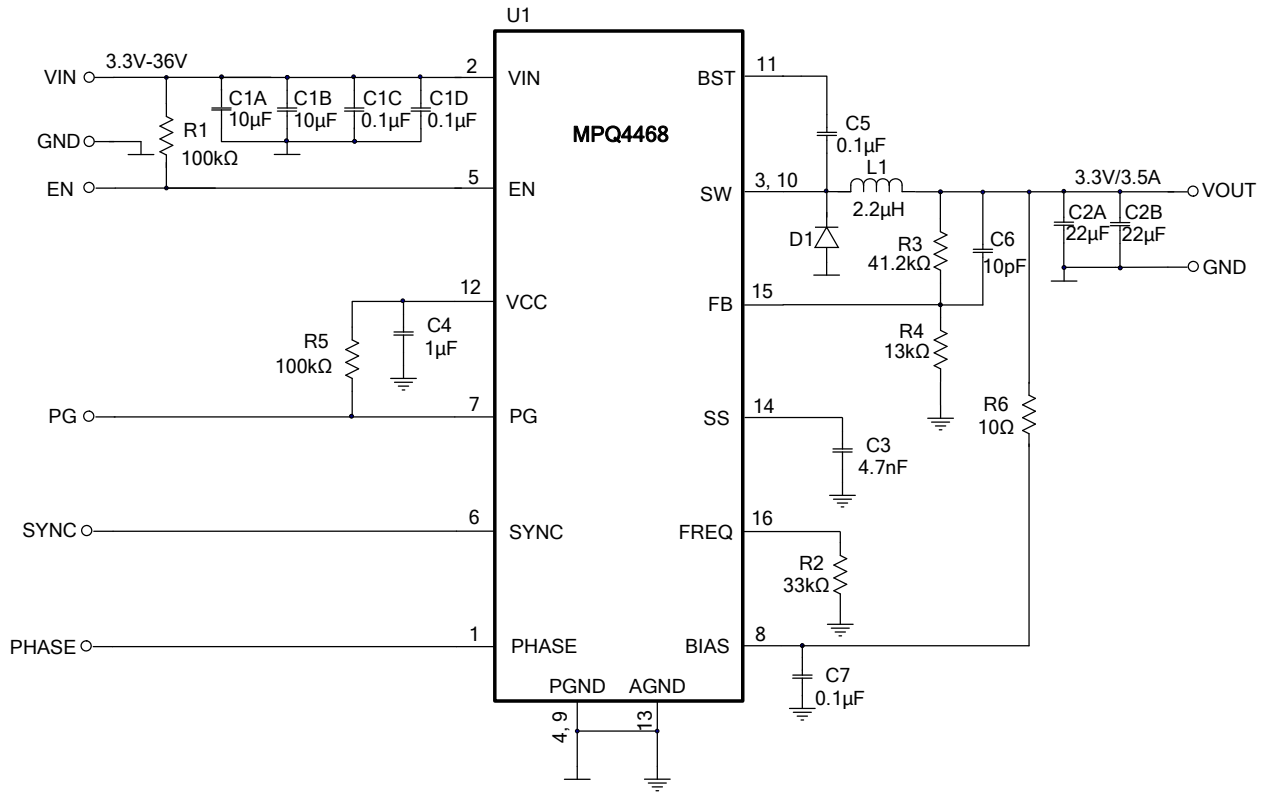 U1
VIN
3.3V-36V
2
VIN
BST
11
C1A
10µF
C1B
10µF
C1C
0.1µF
C1D
0.1µF
MPQ4468
C5
0.1µF
GND
R1
100kΩ
EN
5
EN
SW
3, 10
L1
2.2µH
3.3V/3.5A
VOUT
D1
R3
41.2kΩ
C6
10pF
C2A
22µF
C2B
22µF
GND
12
VCC
FB
15
R5
100kΩ
C4
1µF
R4
13kΩ
PG
7
PG
SS
14
R6
10Ω
C3
4.7nF
SYNC
6
SYNC
FREQ
16
R2
33kΩ
PHASE
1
PHASE
BIAS
8
C7
0.1µF
PGND
AGND
4, 9
13